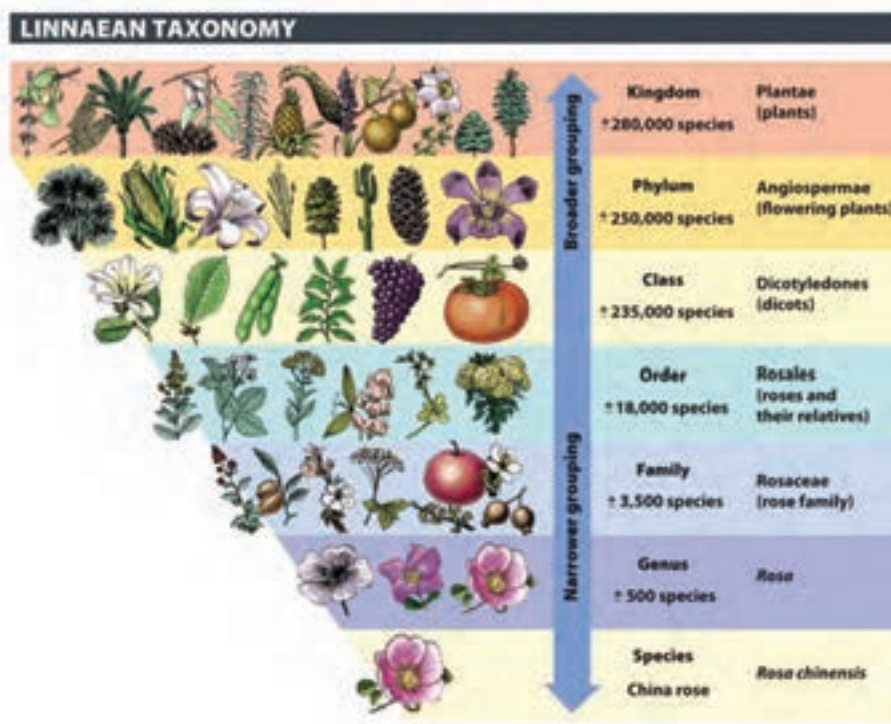 LINNAEAN TAXONOMY
Broader grouping
Narrower grouping
Kingdom
± 280,000 species
Plantae
(plants)
Phylum
± 250,000 species
Angiospermae
(flowering plants)
Class
± 235,000 species
Dicotyledones
(dicots)
Order
± 18,000 species
Rosales
(roses and
their relatives)
Family
± 3,500 species
Rosaceae
(rose family)
Genus
± 500 species
Rosa
Species
China rose
Rosa chinensis